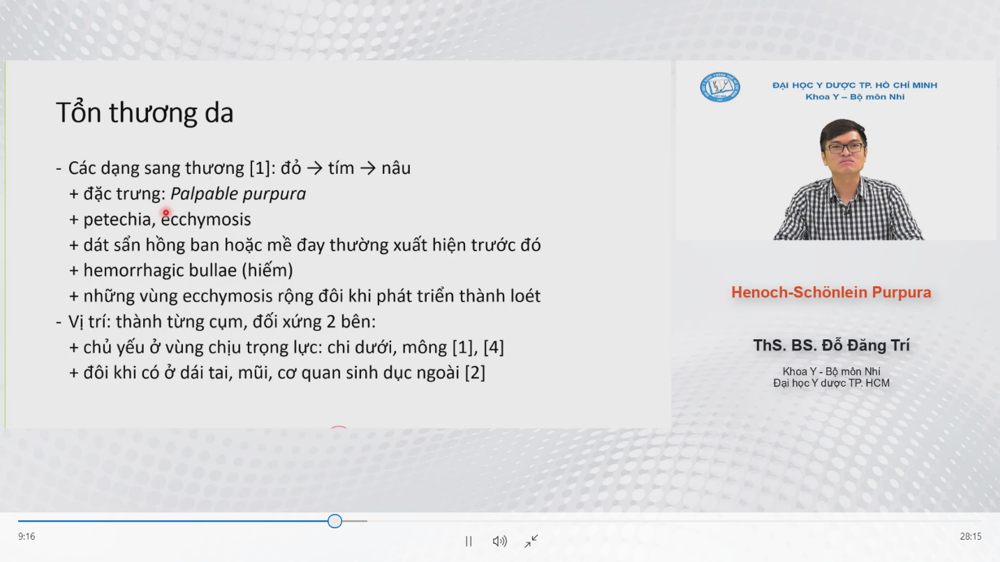 Tổn thương da
- Các dạng sang thương [1]: đỏ → tím → nâu
+ đặc trưng: Palpable purpura
+ petechia, ecchymosis
+ dát sẩn hồng ban hoặc mề đay thường xuất hiện trước đó
+ hemorrhagic bullae (hiếm)
+ những vùng ecchymosis rộng đôi khi phát triển thành loét
- Vị trí: thành từng cụm, đối xứng 2 bên:
+ chủ yếu ở vùng chịu trọng lực: chi dưới, mông [1], [4]
+ đôi khi có ở dái tai, mũi, cơ quan sinh dục ngoài [2]
ĐẠI HỌC Y DƯỢC TP. HỒ CHÍ MINH
Khoa Y – Bộ môn Nhi
Henoch-Schönlein Purpura
ThS. BS. Đỗ Đăng Trí
Khoa Y - Bộ môn Nhi
Đại học Y dược TP. HCM
9:16
28:15